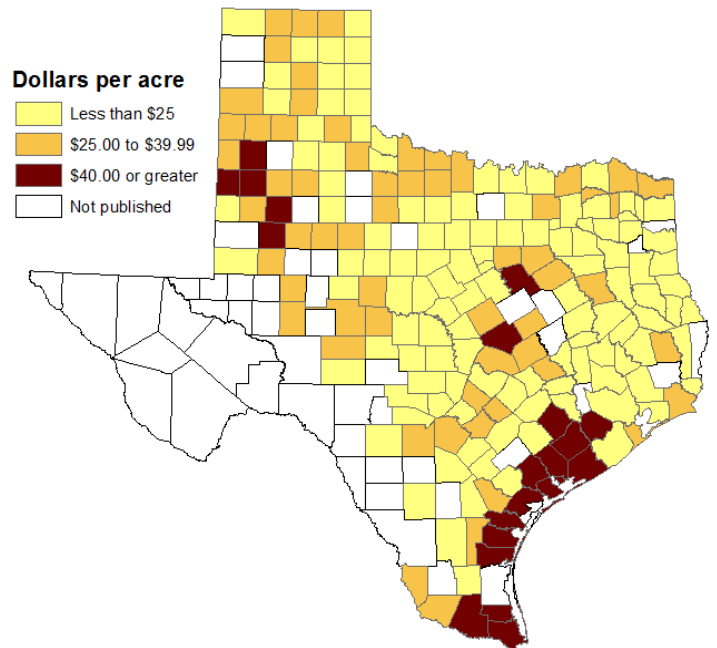 Dollars per acre
Less than $25
$25.00 to $39.99
$40.00 or greater
Not published